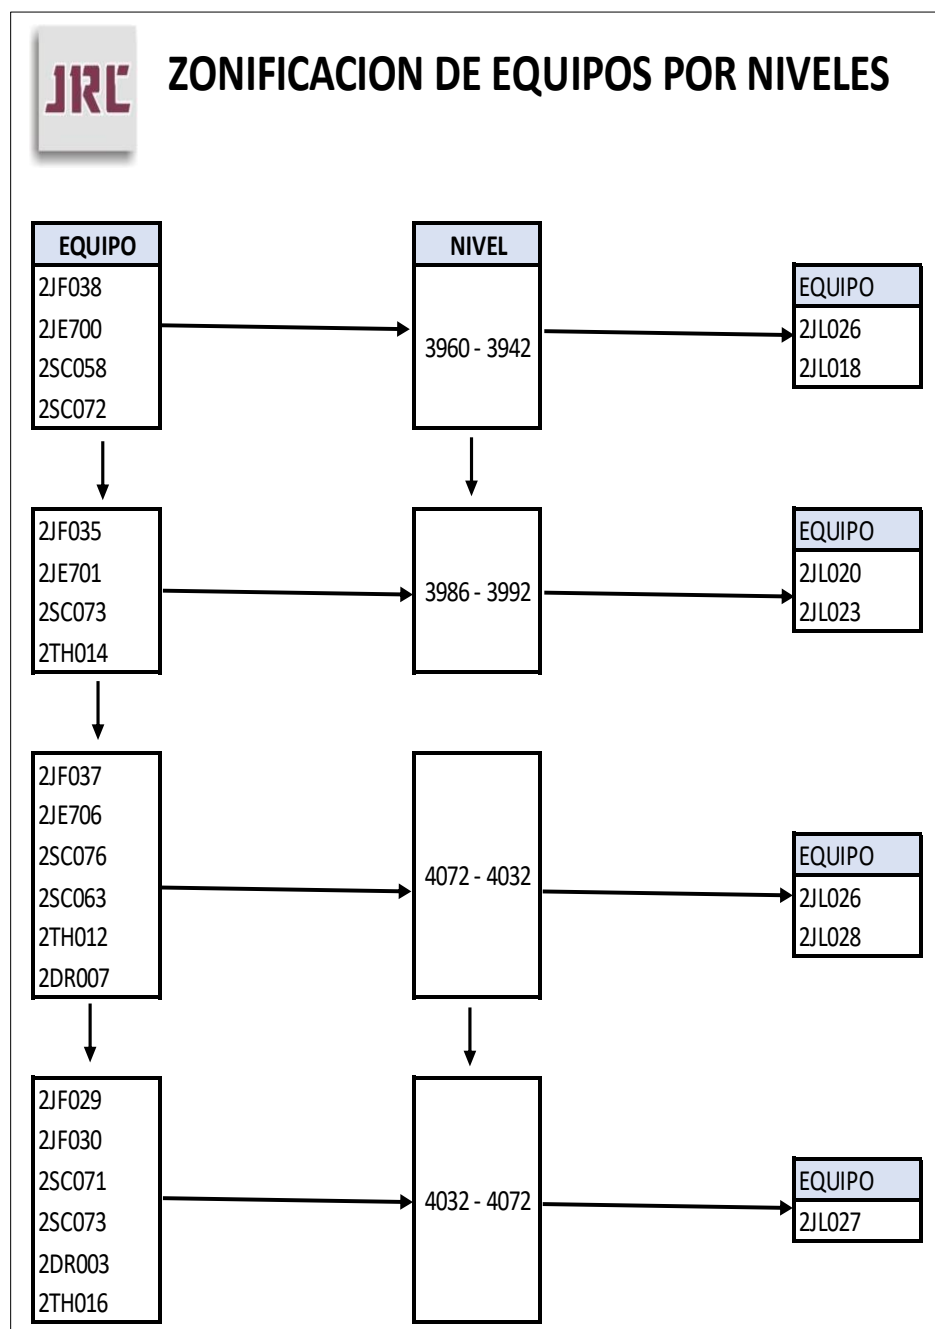 JRC
ZONIFICACION DE EQUIPOS POR NIVELES
EQUIPO
2JF038
2JE700
2SC058
2SC072
NIVEL
3960 - 3942
EQUIPO
2JL026
2JL018
2JF035
2JE701
2SC073
2TH014
3986 - 3992
EQUIPO
2JL020
2JL023
2JF037
2JE706
2SC076
2SC063
2TH012
2DR007
4072 - 4032
EQUIPO
2JL026
2JL028
2JF029
2JF030
2SC071
2SC073
2DR003
2TH016
4032 - 4072
EQUIPO
2JL027